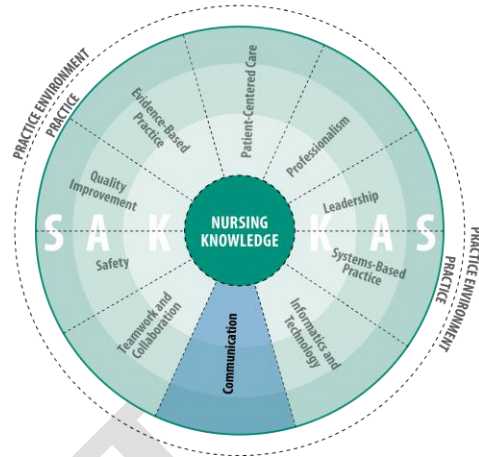 PRACTICE ENVIRONMENT
PRACTICE
Evidence-Based
Practice
Patient-Centered Care
Professionalism
Quality
Improvement
Leadership
S A K
NURSING
KNOWLEDGE
K A S
Safety
Systems-Based
Practice
Teamwork and
Collaboration
Communication
Informatics and
Technology
PRACTICE
PRACTICE ENVIRONMENT